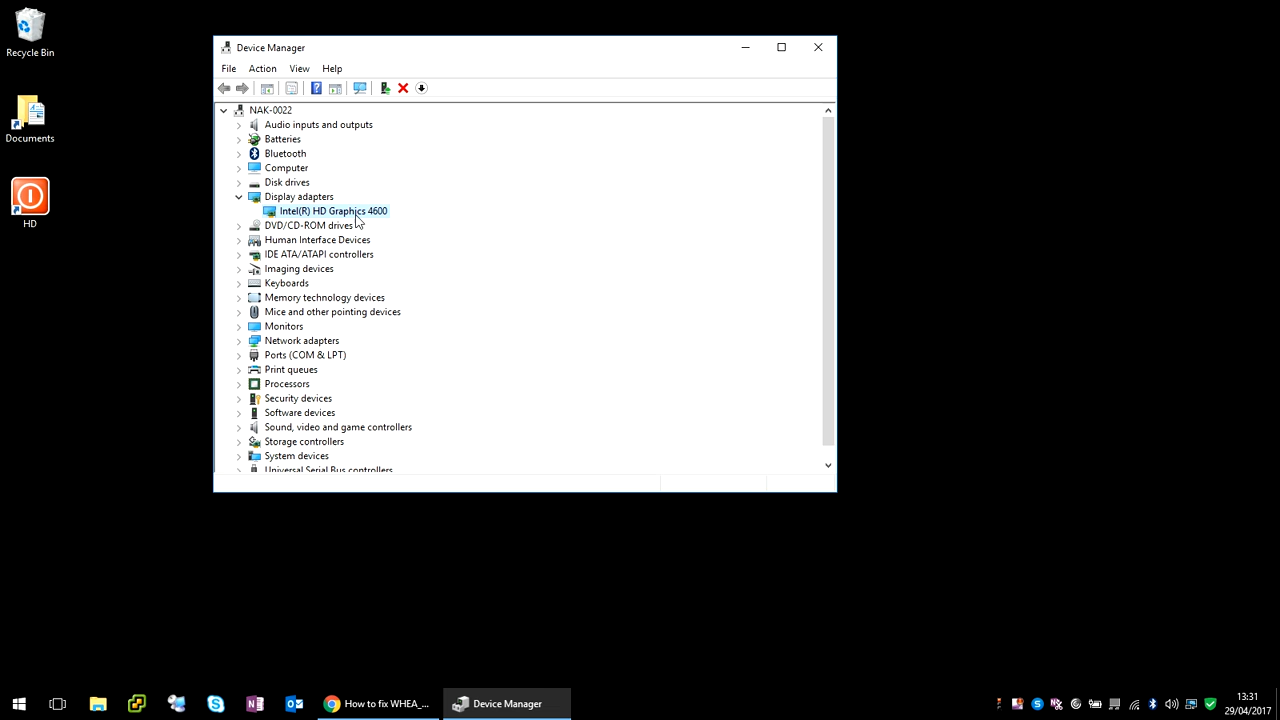 Recycle Bin
Documents
HD
Device Manager
File Action View Help
NAK-0022
Audio inputs and outputs
Batteries
Bluetooth
Computer
Disk drives
Display adapters
Intel(R) HD Graphics 4600
DVD/CD-ROM drives
Human Interface Devices
IDE ATA/ATAPI controllers
Imaging devices
Keyboards
Memory technology devices
Mice and other pointing devices
Monitors
Network adapters
Ports (COM & LPT)
Print queues
Processors
Security devices
Software devices
Sound, video and game controllers
Storage controllers
System devices
Universal Serial Bus controllers
How to fix WHEA_...
Device Manager
13:31
29/04/2017